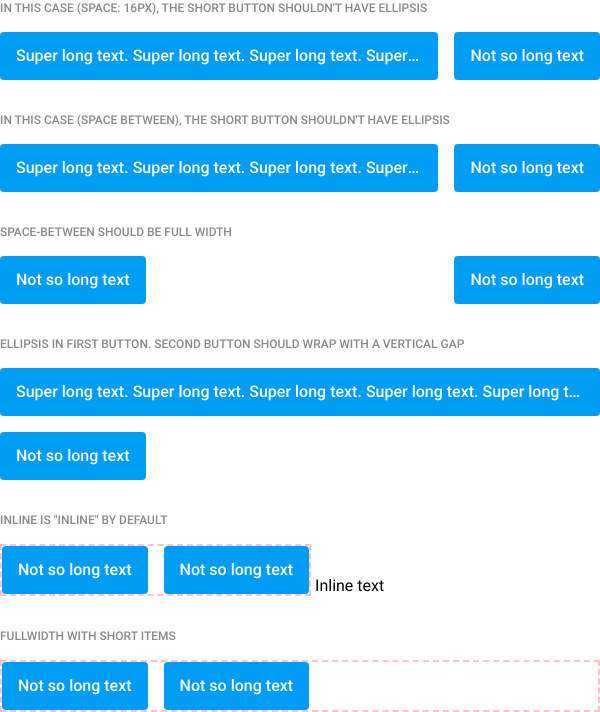 IN THIS CASE (SPACE: 16PX), THE SHORT BUTTON SHOULDN'T HAVE ELLIPSIS
Super long text. Super long text. Super long text. Super… Not so long text
IN THIS CASE (SPACE BETWEEN), THE SHORT BUTTON SHOULDN'T HAVE ELLIPSIS
Super long text. Super long text. Super long text. Super… Not so long text
SPACE-BETWEEN SHOULD BE FULL WIDTH
Not so long text Not so long text
ELLIPSIS IN FIRST BUTTON. SECOND BUTTON SHOULD WRAP WITH A VERTICAL GAP
Super long text. Super long text. Super long text. Super long text. Super long t…
Not so long text
INLINE IS "INLINE" BY DEFAULT
Not so long text Not so long text Inline text
FULLWIDTH WITH SHORT ITEMS
Not so long text Not so long text